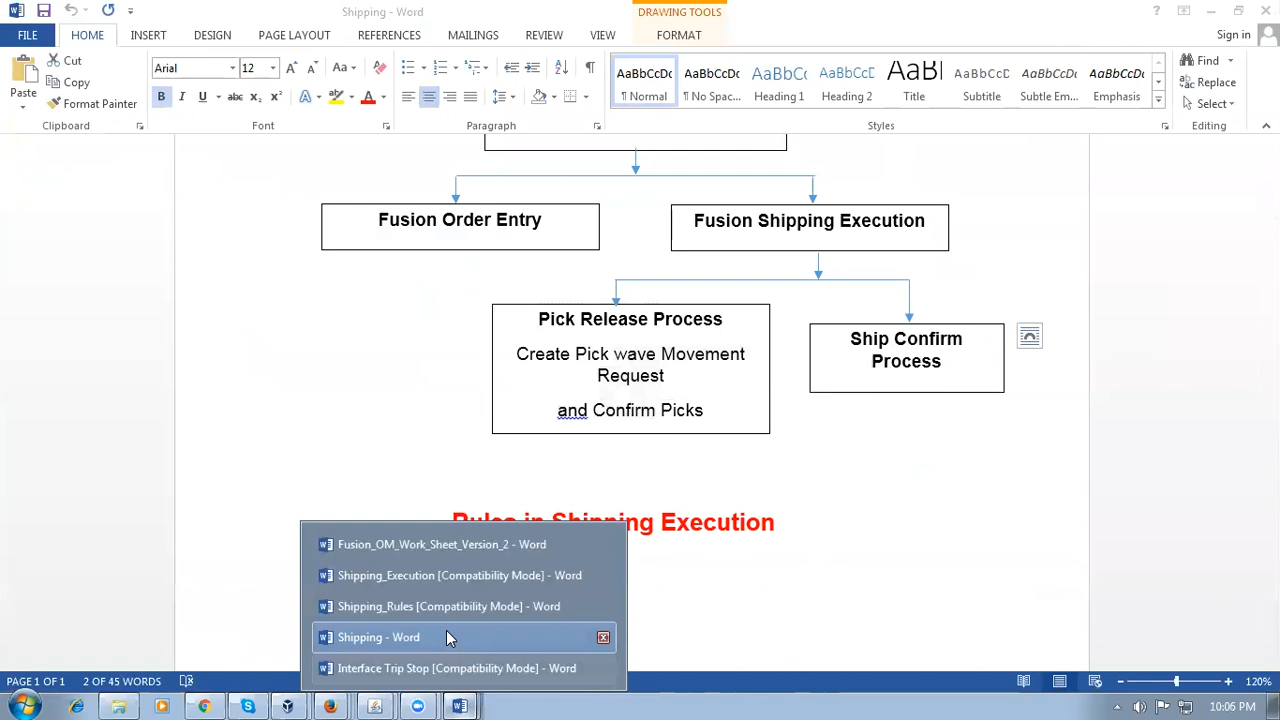 Shipping - Word
DRAWING TOOLS
FILE HOME INSERT DESIGN PAGE LAYOUT REFERENCES MAILINGS REVIEW VIEW FORMAT Sign in
Cut
Copy
Format Painter
Paste
Clipboard
Arial 12
Font
Paragraph
AaBbCcDc AaBbCcDc AaBbCc AaBbCcC AaBl AaBbCcD AaBbCcDc AaBbCcDc
¶ Normal ¶ No Spac... Heading 1 Heading 2 Title Subtitle Subtle Em... Emphasis
Styles
Find
Replace
Select
Editing
Fusion Order Entry
Fusion Shipping Execution
Pick Release Process
Create Pick wave Movement
Request
and Confirm Picks
Ship Confirm
Process
Rules in Shipping Execution
Fusion_OM_Work_Sheet_Version_2 - Word
Shipping_Execution [Compatibility Mode] - Word
Shipping_Rules [Compatibility Mode] - Word
Shipping - Word
Interface Trip Stop [Compatibility Mode] - Word
PAGE 1 OF 1 2 OF 45 WORDS 120%
10:06 PM